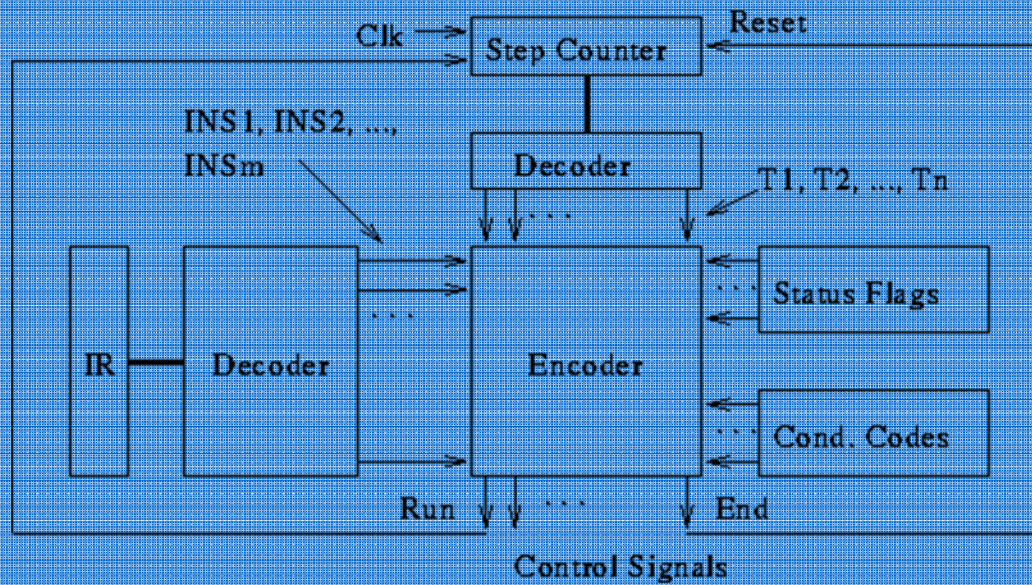 Clk
Reset
Step Counter
INS1, INS2, ...,
INSm
Decoder
T1, T2, ..., Tn
. . .
. . .
Status Flags
. . .
IR
Decoder
Encoder
. . .
Cond. Codes
Run
. . .
End
Control Signals